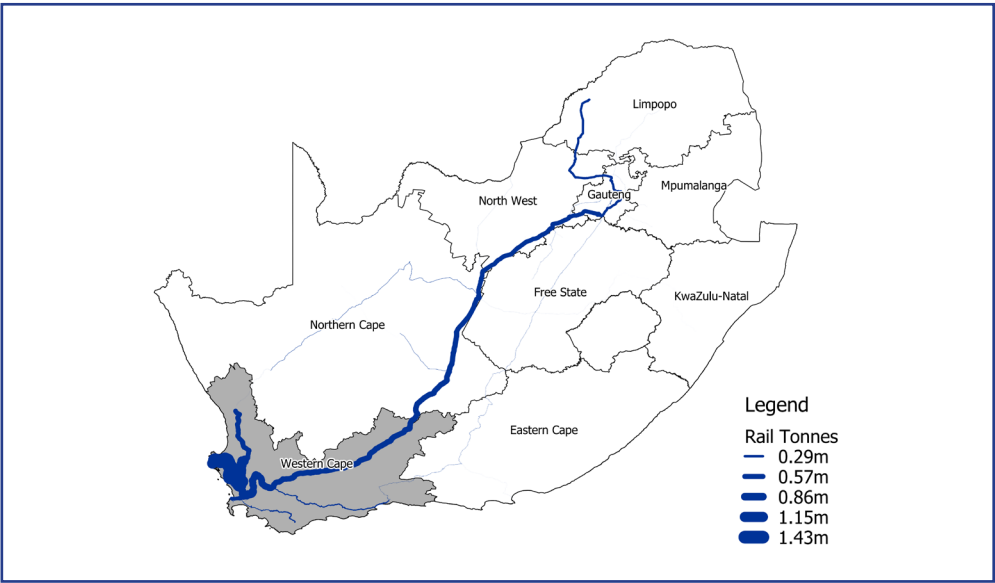 Limpopo
Mpumalanga
Gauteng
North West
Free State
KwaZulu-Natal
Northern Cape
Eastern Cape
Western Cape
Legend
Rail Tonnes
0.29m
0.57m
0.86m
1.15m
1.43m